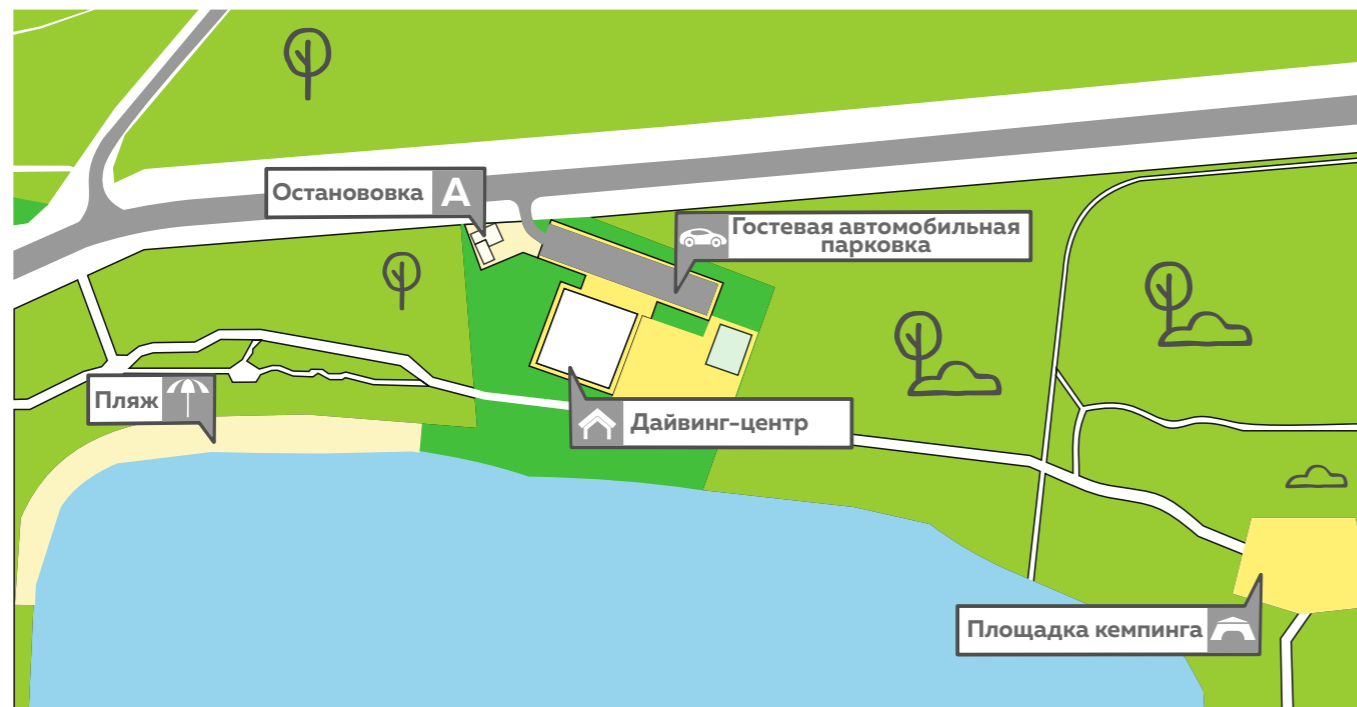 Останововка A
Гостевая автомобильная
парковка
Пляж
Дайвинг-центр
Площадка кемпинга